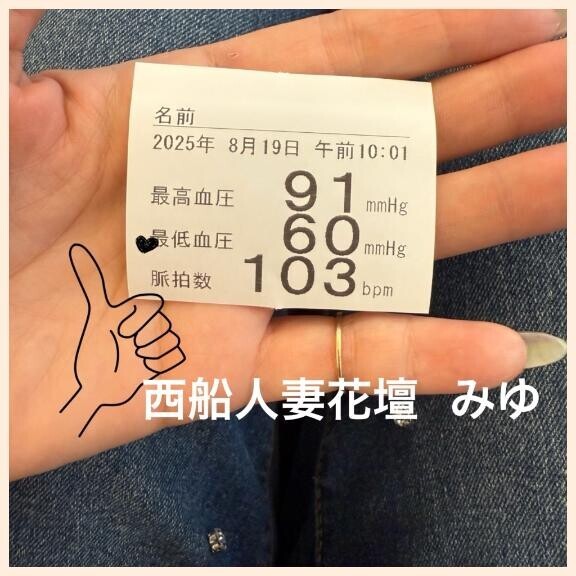 名前
2025年 8月19日 午前10:01
最高血圧 91 mmHg
最低血圧 60 mmHg
脈拍数 103 bpm
西船人妻花壇 みゆ